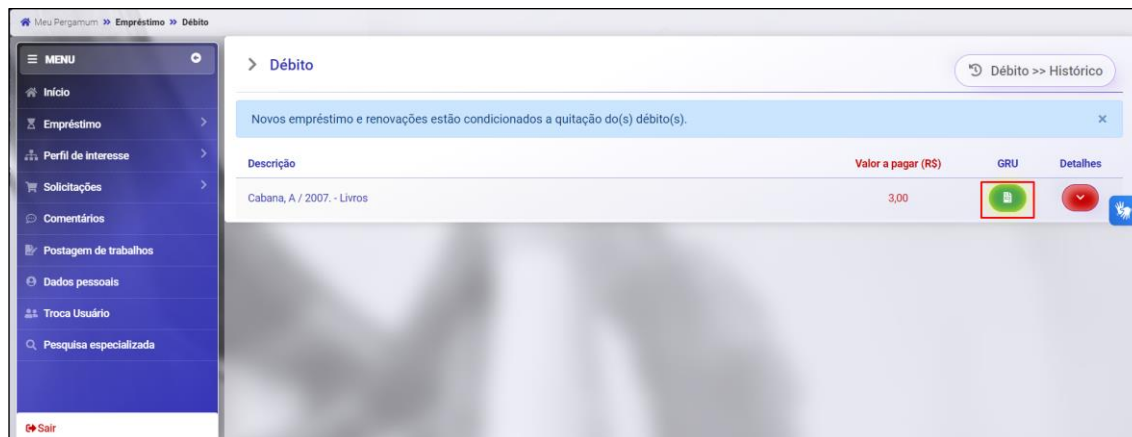 Meu Pergamum » Empréstimo » Débito
MENU
Início
Empréstimo
Perfil de interesse
Solicitações
Comentários
Postagem de trabalhos
Dados pessoais
Troca Usuário
Pesquisa especializada
Sair
Débito
Débito >> Histórico
Novos empréstimo e renovações estão condicionados a quitação do(s) débito(s). ×
Descrição Valor a pagar (R$) GRU Detalhes
Cabana, A / 2007. - Livros 3,00